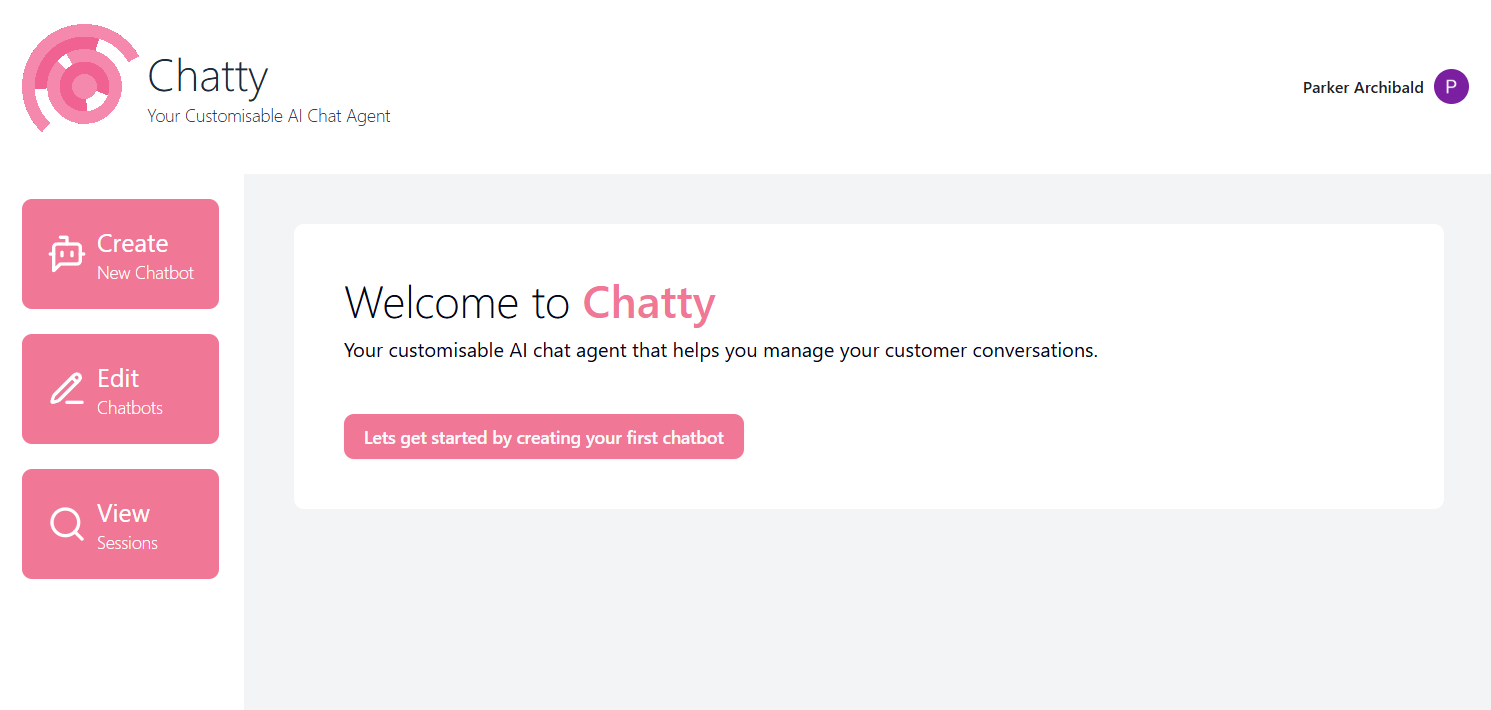 Chatty
Your Customisable AI Chat Agent
Parker Archibald
P
Create
New Chatbot
Edit
Chatbots
View
Sessions
Welcome to Chatty
Your customisable AI chat agent that helps you manage your customer conversations.
Lets get started by creating your first chatbot